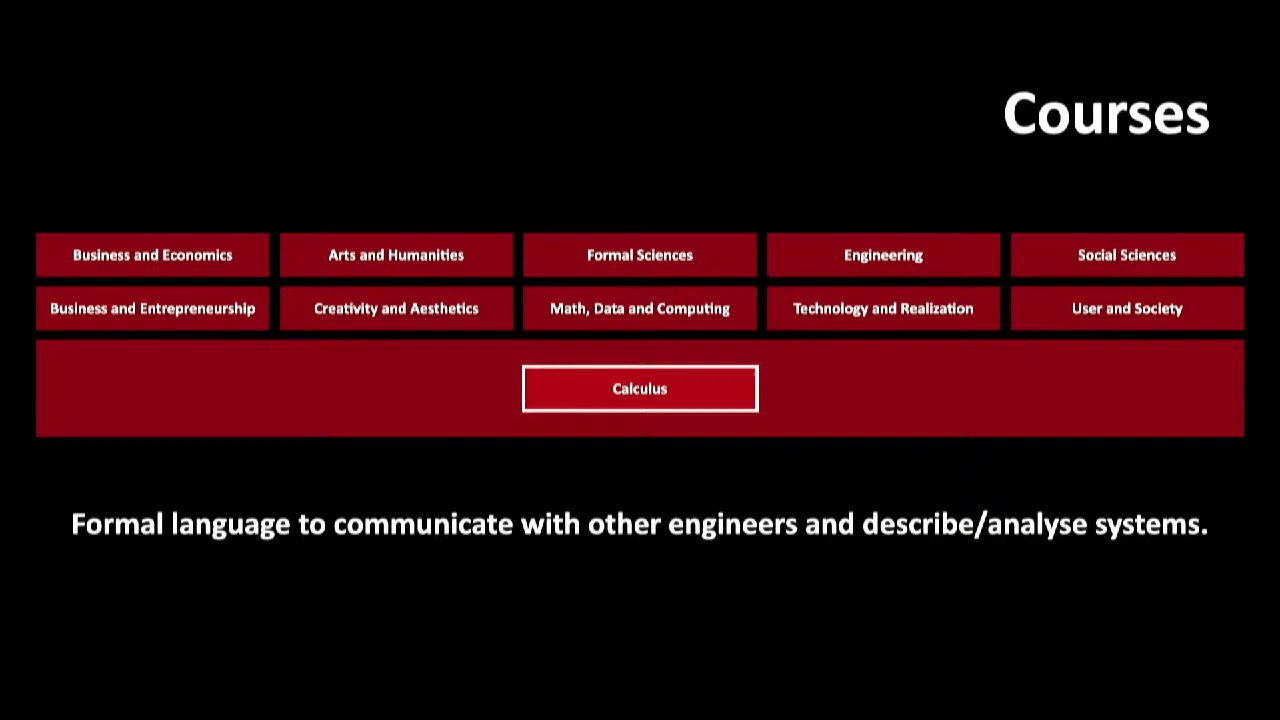 Courses
Business and Economics
Arts and Humanities
Formal Sciences
Engineering
Social Sciences
Business and Entrepreneurship
Creativity and Aesthetics
Math, Data and Computing
Technology and Realization
User and Society
Calculus
Formal language to communicate with other engineers and describe/analyse systems.